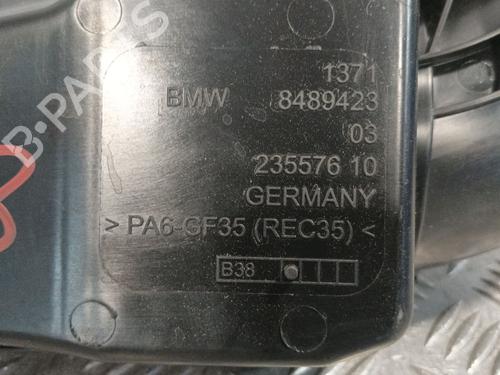 1371
BMW 8489423
03
235576 10
GERMANY
> PA6-GF35 (REC35) <
B38
B-PARTS